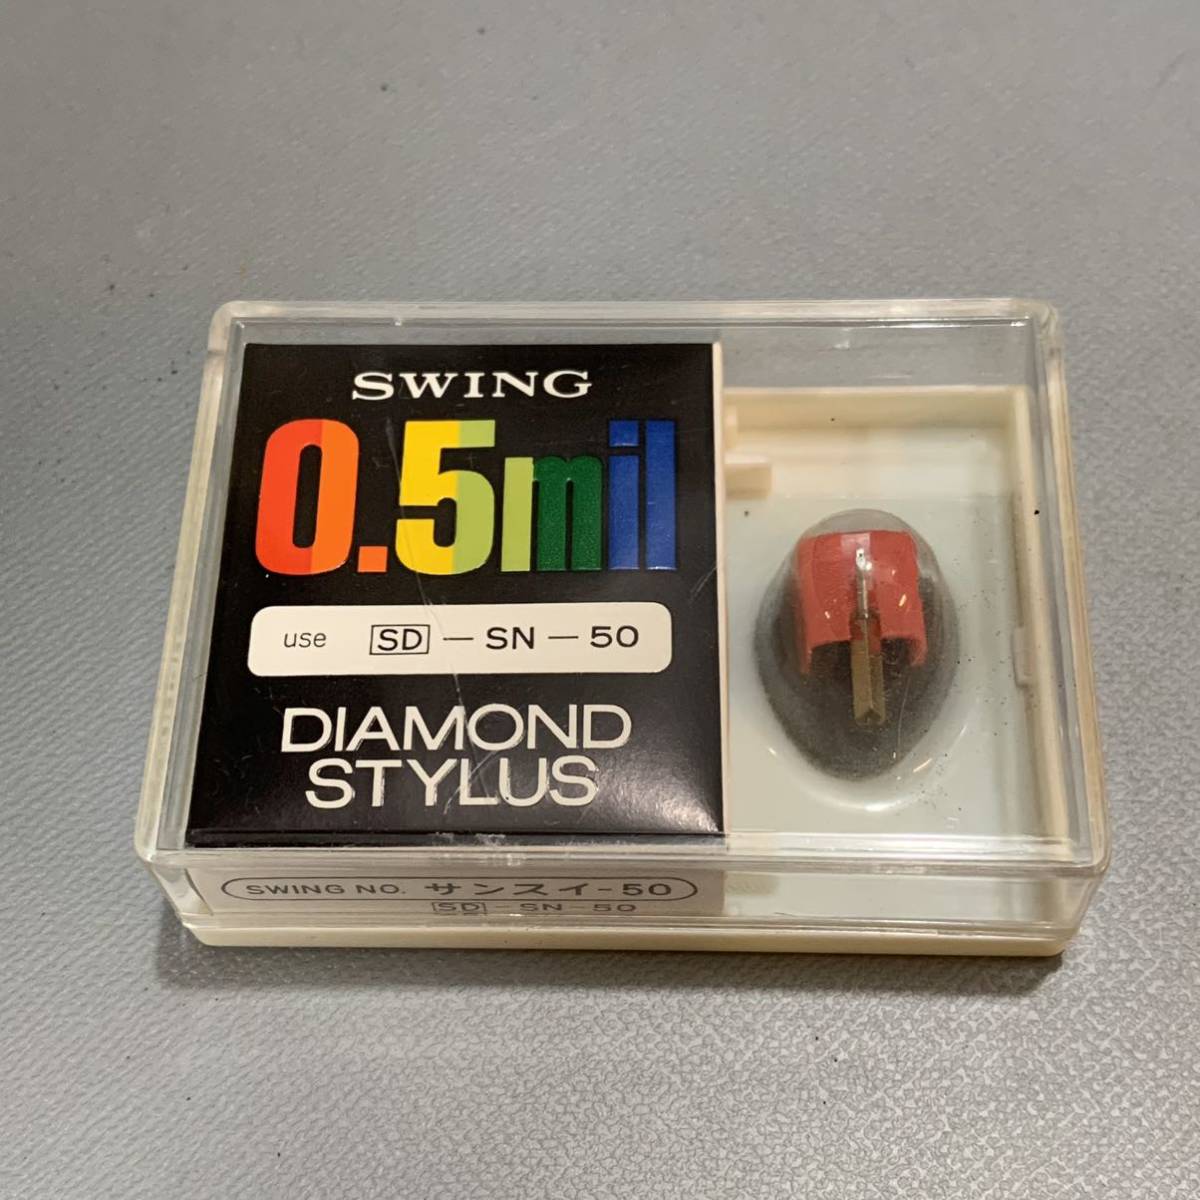 SWING
0.5mil
use SD - SN - 50
DIAMOND
STYLUS
SWING NO. サンスイ-50
SD - SN - 50